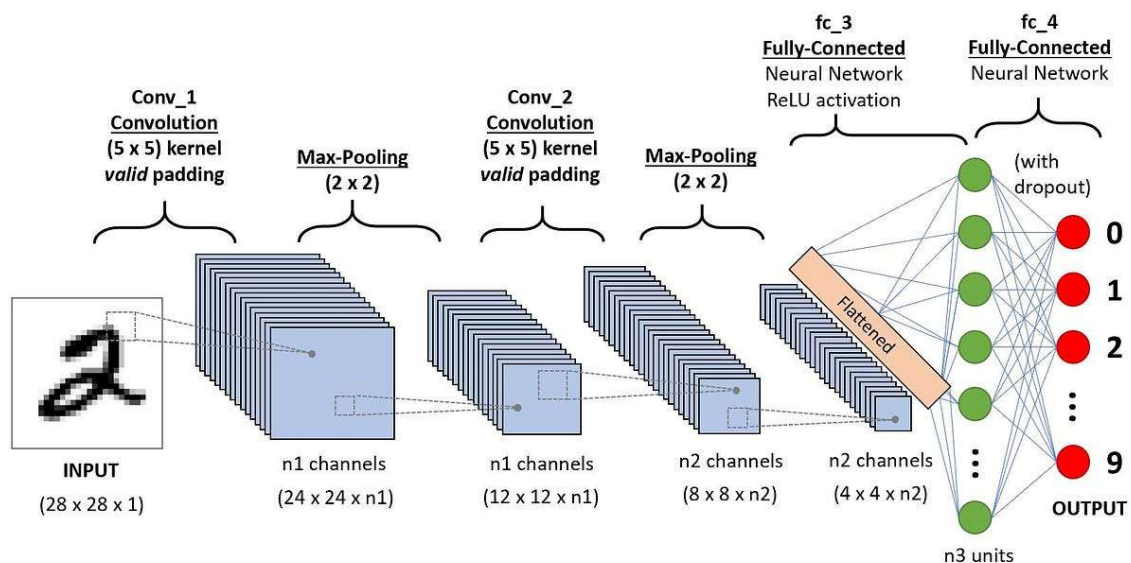 Conv_1
Convolution
(5 x 5) kernel
valid padding
Max-Pooling
(2 x 2)
Conv_2
Convolution
(5 x 5) kernel
valid padding
Max-Pooling
(2 x 2)
fc_3
Fully-Connected
Neural Network
ReLU activation
fc_4
Fully-Connected
Neural Network
(with
dropout)
2
INPUT
(28 x 28 x 1)
n1 channels
(24 x 24 x n1)
n1 channels
(12 x 12 x n1)
n2 channels
(8 x 8 x n2)
n2 channels
(4 x 4 x n2)
Flattened
n3 units
0
1
2
⋮
9
OUTPUT